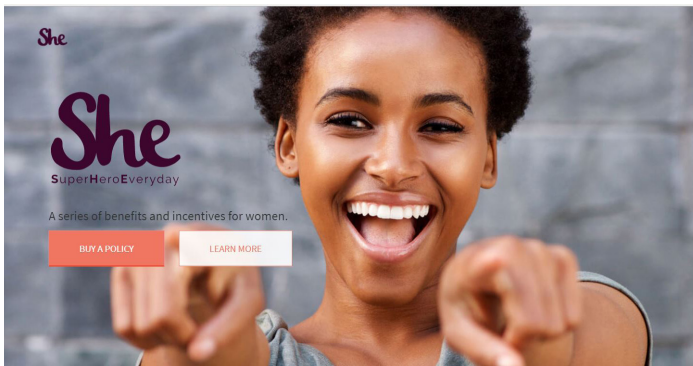 She
She
SuperHeroEveryday
A series of benefits and incentives for women.
BUY A POLICY
LEARN MORE